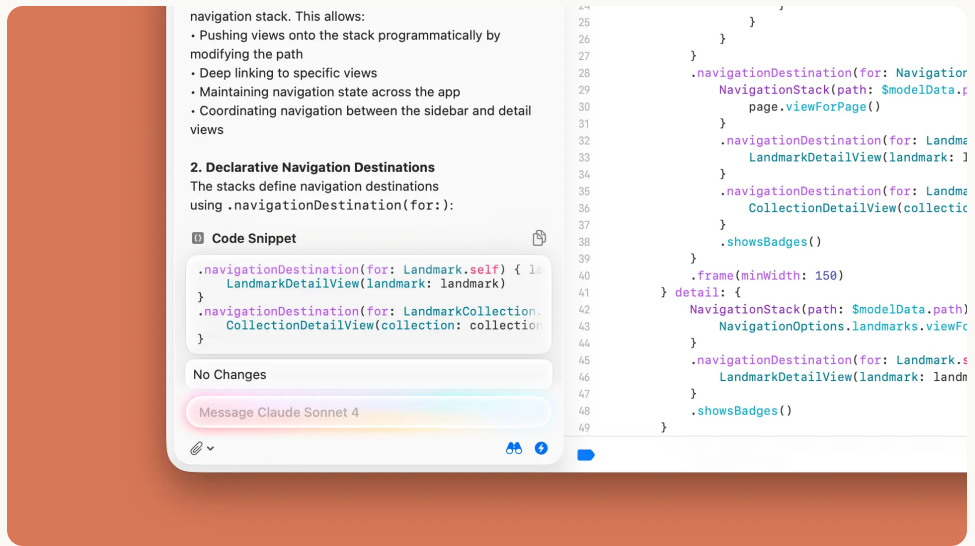 navigation stack. This allows:
• Pushing views onto the stack programmatically by
modifying the path
• Deep linking to specific views
• Maintaining navigation state across the app
• Coordinating navigation between the sidebar and detail
views
2. Declarative Navigation Destinations
The stacks define navigation destinations
using .navigationDestination(for:):
Code Snippet
.navigationDestination(for: Landmark.self) { la
LandmarkDetailView(landmark: landmark)
}
.navigationDestination(for: LandmarkCollection.
CollectionDetailView(collection: collection
}
No Changes
Message Claude Sonnet 4
25 }
26 }
27 }
28 .navigationDestination(for: Navigation
29 NavigationStack(path: $modelData.p
30 page.viewForPage()
31 }
32 .navigationDestination(for: Landma
33 LandmarkDetailView(landmark: l
34 }
35 .navigationDestination(for: Landma
36 CollectionDetailView(collectio
37 }
38 .showsBadges()
39 }
40 .frame(minWidth: 150)
41 } detail: {
42 NavigationStack(path: $modelData.path)
43 NavigationOptions.landmarks.viewFo
44 }
45 .navigationDestination(for: Landmark.s
46 LandmarkDetailView(landmark: landm
47 }
48 .showsBadges()
49 }